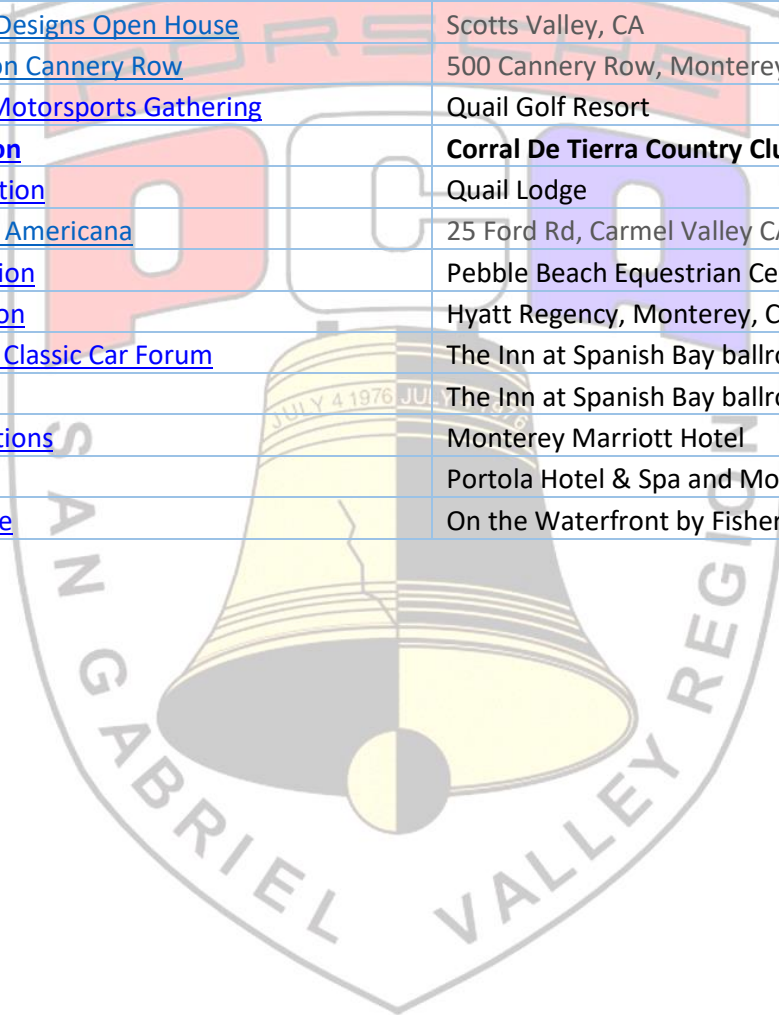 Designs Open House Scotts Valley, CA
on Cannery Row 500 Cannery Row, Monterey
Motorsports Gathering Quail Golf Resort
on Corral De Tierra Country Clu
tion Quail Lodge
Americana 25 Ford Rd, Carmel Valley CA
ion Pebble Beach Equestrian Ce
on Hyatt Regency, Monterey, C
Classic Car Forum The Inn at Spanish Bay ballro
The Inn at Spanish Bay ballro
tions Monterey Marriott Hotel
Portola Hotel & Spa and Mo
e On the Waterfront by Fisher
PORSCHE
PCA
JULY 4 1976 JULY 4 1976
SAN GABRIEL VALLEY REGION